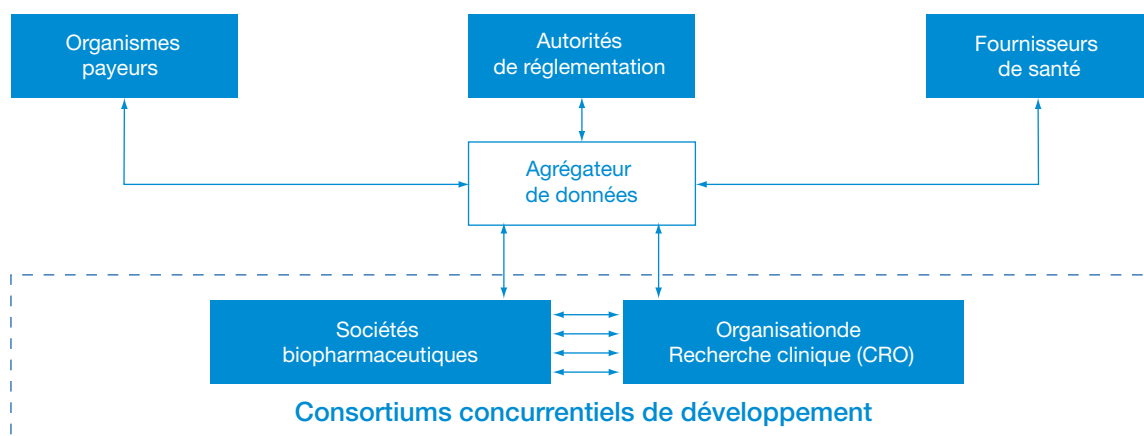 Organismes
payeurs
Autorités
de réglementation
Fournisseurs
de santé
Agrégateur
de données
Sociétés
biopharmaceutiques
Organisationde
Recherche clinique (CRO)
Consortiums concurrentiels de développement